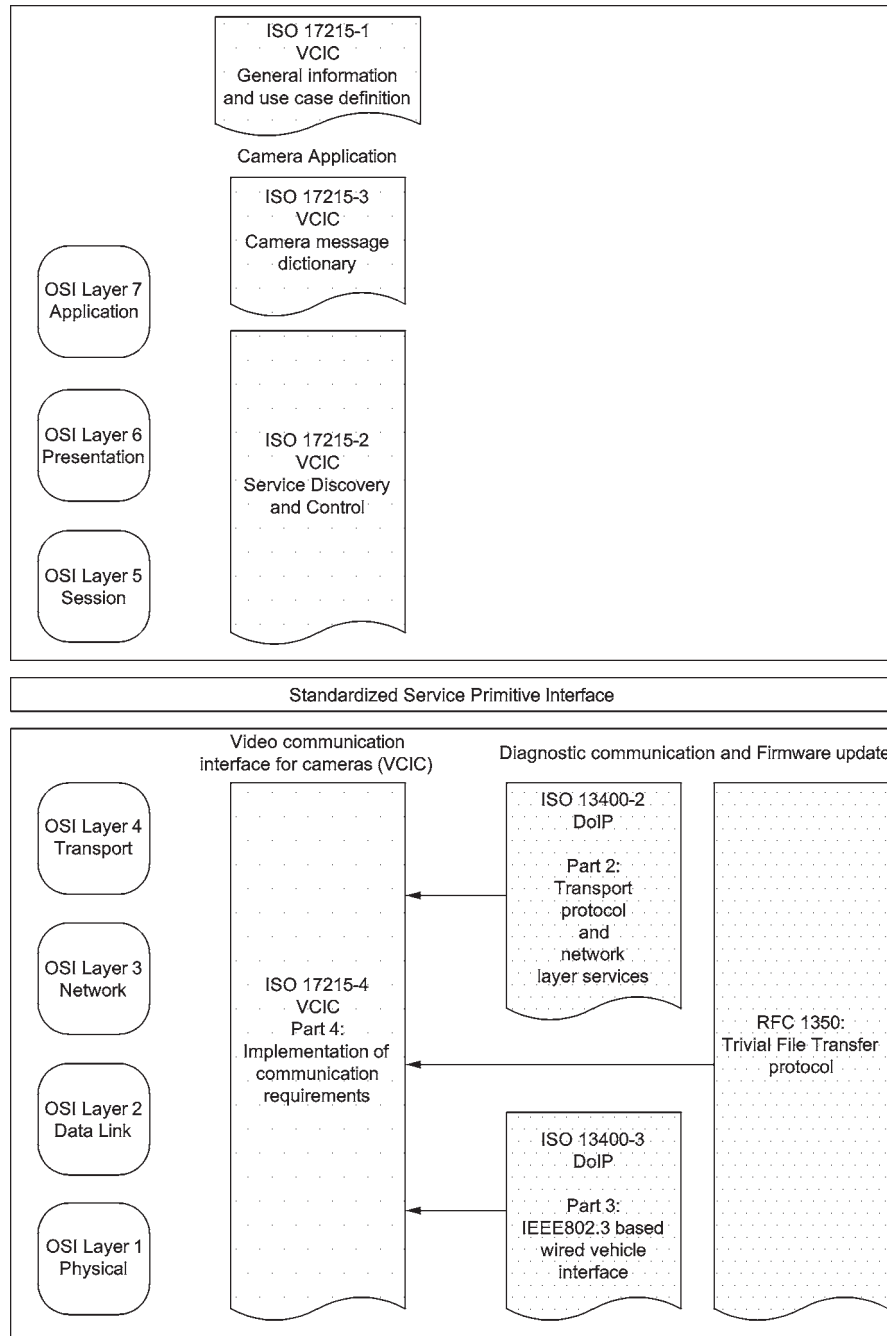 ISO 17215-1
VCIC
General information
and use case definition
Camera Application
ISO 17215-3
VCIC
Camera message
dictionary
OSI Layer 7
Application
OSI Layer 6
Presentation
OSI Layer 5
Session
ISO 17215-2
VCIC
Service Discovery
and Control
Standardized Service Primitive Interface
Video communication
interface for cameras (VCIC)
Diagnostic communication and Firmware update
OSI Layer 4
Transport
OSI Layer 3
Network
OSI Layer 2
Data Link
OSI Layer 1
Physical
ISO 17215-4
VCIC
Part 4:
Implementation of
communication
requirements
ISO 13400-2
DoIP
Part 2:
Transport
protocol
and
network
layer services
ISO 13400-3
DoIP
Part 3:
IEEE802.3 based
wired vehicle
interface
RFC 1350:
Trivial File Transfer
protocol